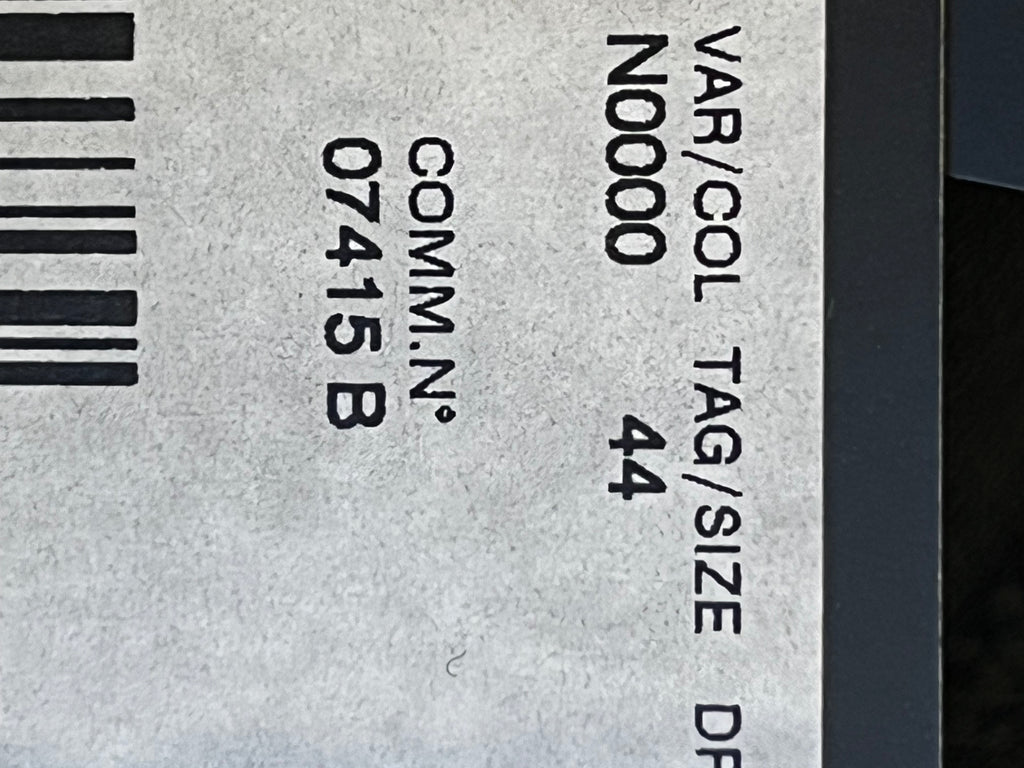 VAR/COL TAG/SIZE
N0000 44
COMM.N°
07415 B